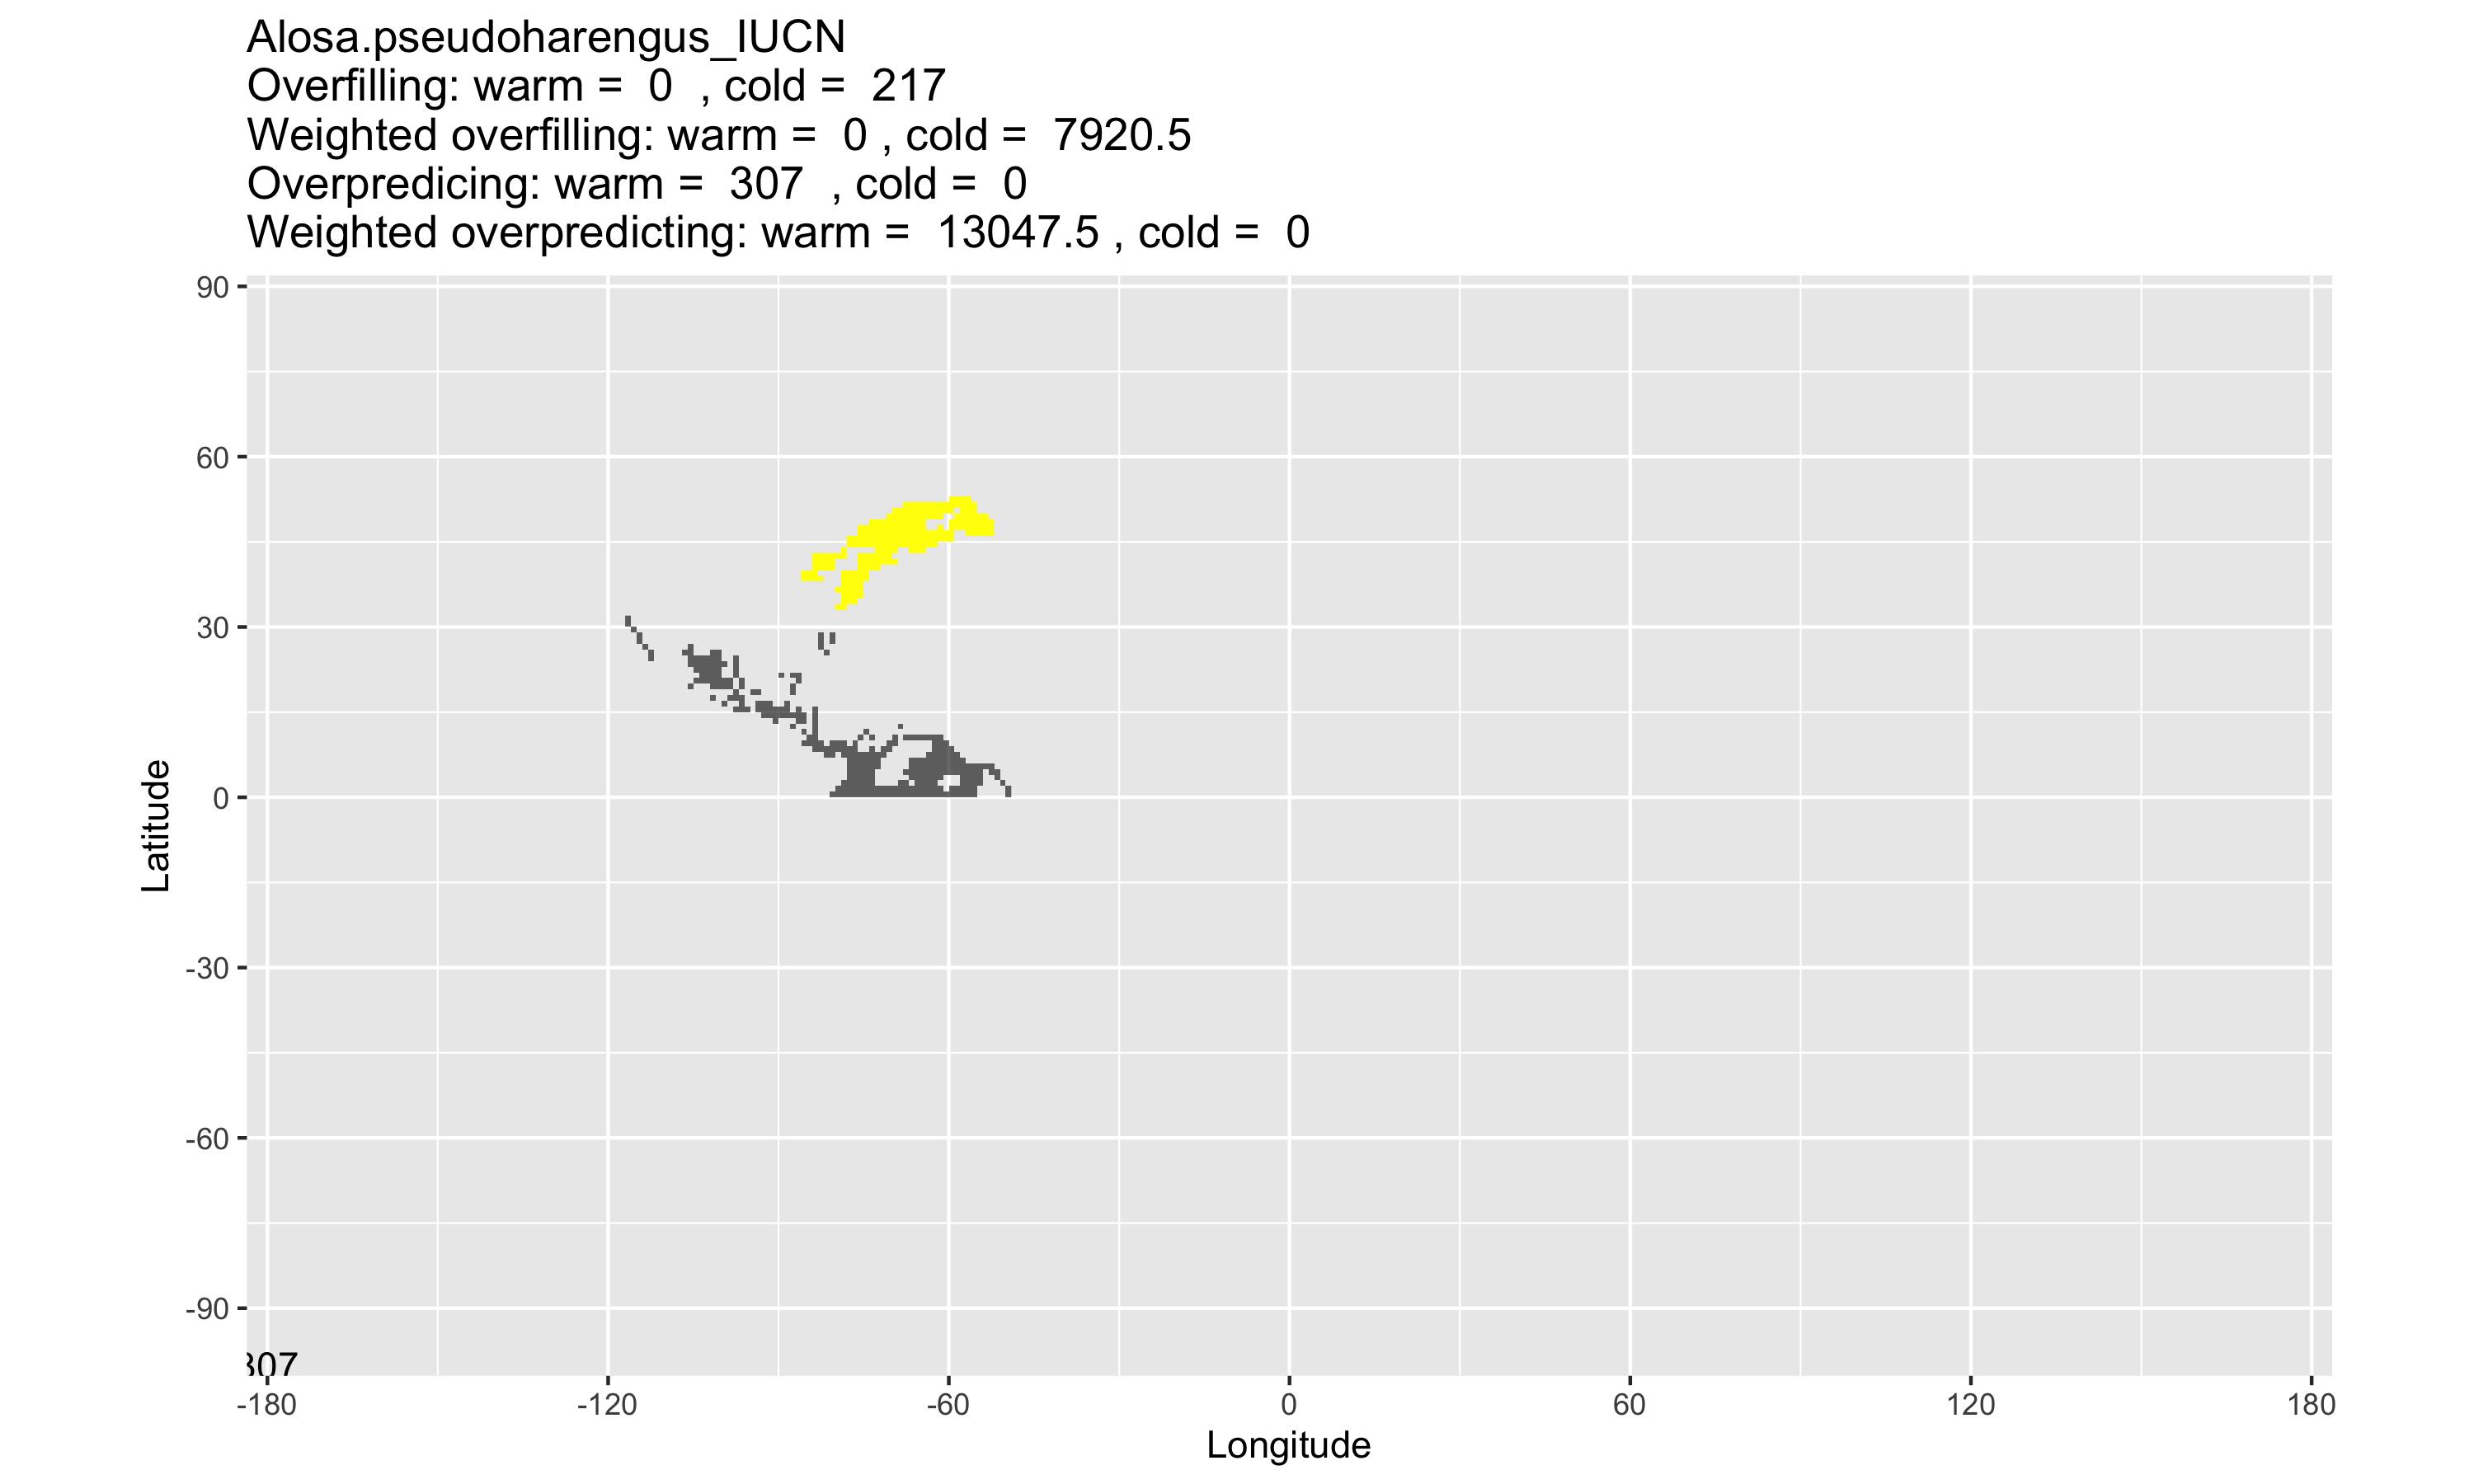 Alosa.pseudoharengus_IUCN
Overfilling: warm = 0 , cold = 217
Weighted overfilling: warm = 0 , cold = 7920.5
Overpredicing: warm = 307 , cold = 0
Weighted overpredicting: warm = 13047.5 , cold = 0
90
60
30
0
-30
-60
-90
Latitude
307
-180
-120
-60
0
60
120
180
Longitude